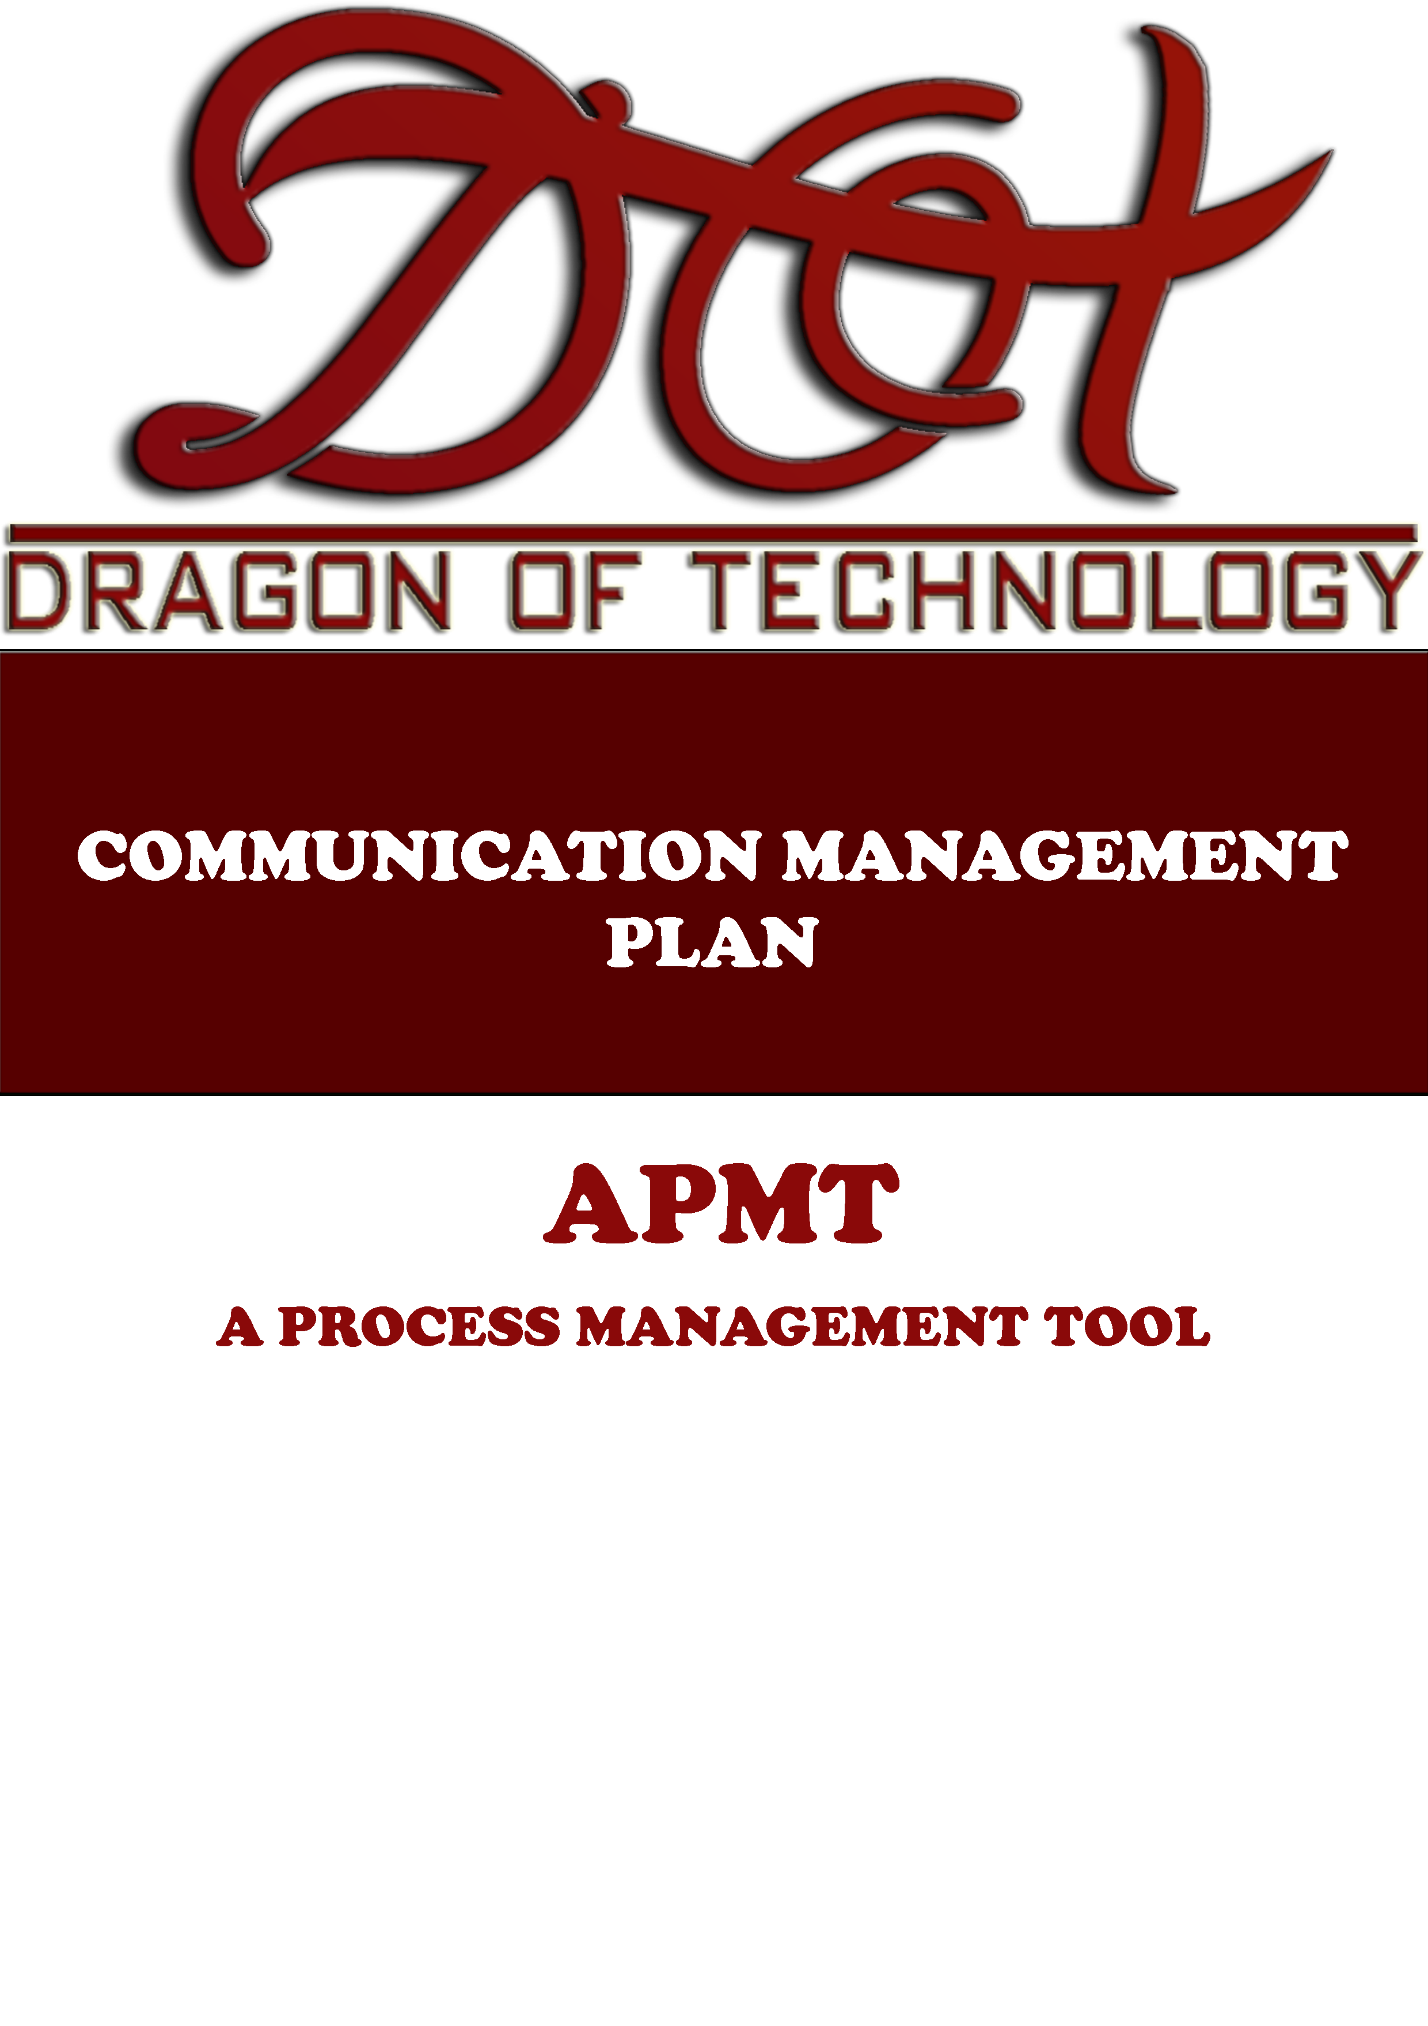 DOT
DRAGON OF TECHNOLOGY
COMMUNICATION MANAGEMENT
PLAN
APMT
A PROCESS MANAGEMENT TOOL